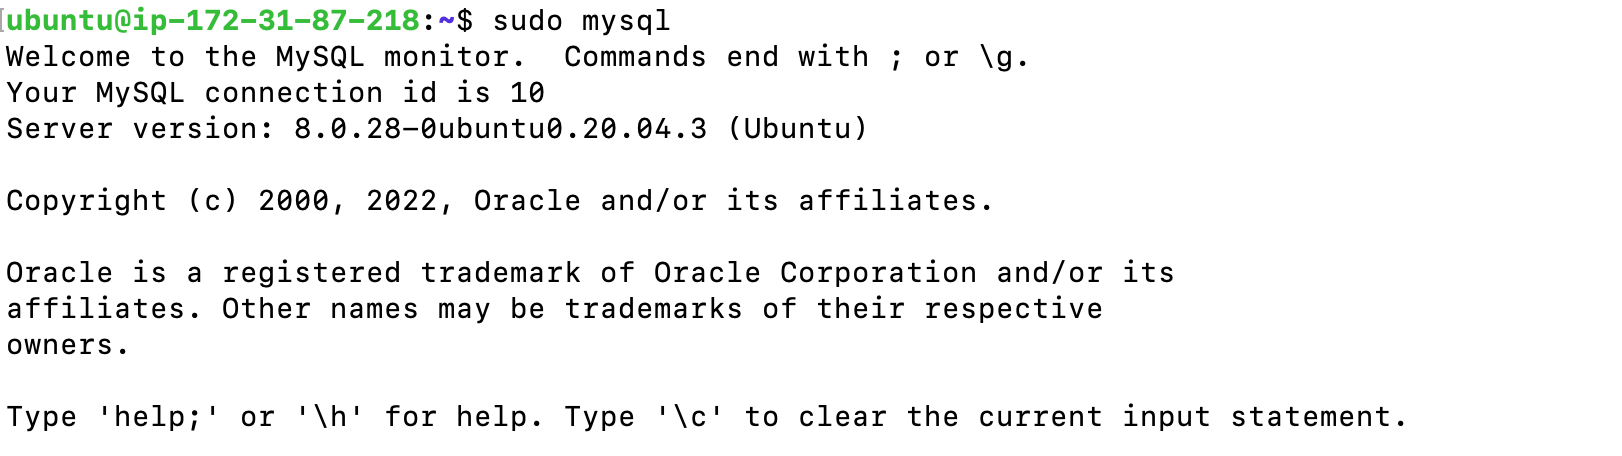 ubuntu@ip-172-31-87-218:~$ sudo mysql
Welcome to the MySQL monitor.  Commands end with ; or \g.
Your MySQL connection id is 10
Server version: 8.0.28-0ubuntu0.20.04.3 (Ubuntu)
Copyright (c) 2000, 2022, Oracle and/or its affiliates.
Oracle is a registered trademark of Oracle Corporation and/or its
affiliates. Other names may be trademarks of their respective
owners.
Type 'help;' or '\h' for help. Type '\c' to clear the current input statement.